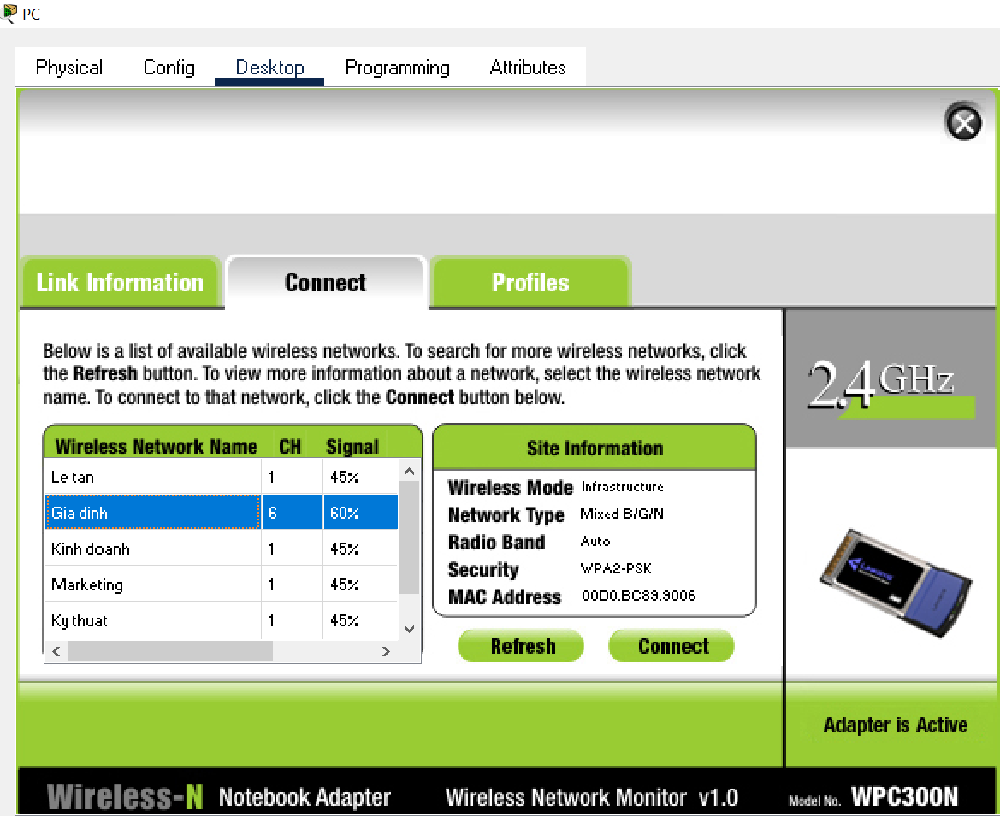 PC
Physical Config Desktop Programming Attributes
Link Information Connect Profiles
Below is a list of available wireless networks. To search for more wireless networks, click
the Refresh button. To view more information about a network, select the wireless network
name. To connect to that network, click the Connect button below.
2.4GHz
Wireless Network Name CH Signal
Le tan 1 45%
Gia dinh 6 60%
Kinh doanh 1 45%
Marketing 1 45%
Ky thuat 1 45%
Site Information
Wireless Mode Infrastructure
Network Type Mixed B/G/N
Radio Band Auto
Security WPA2-PSK
MAC Address 00D0.BC89.9006
Refresh Connect
LINKSYS
Adapter is Active
Wireless-N Notebook Adapter Wireless Network Monitor v1.0 Model No. WPC300N